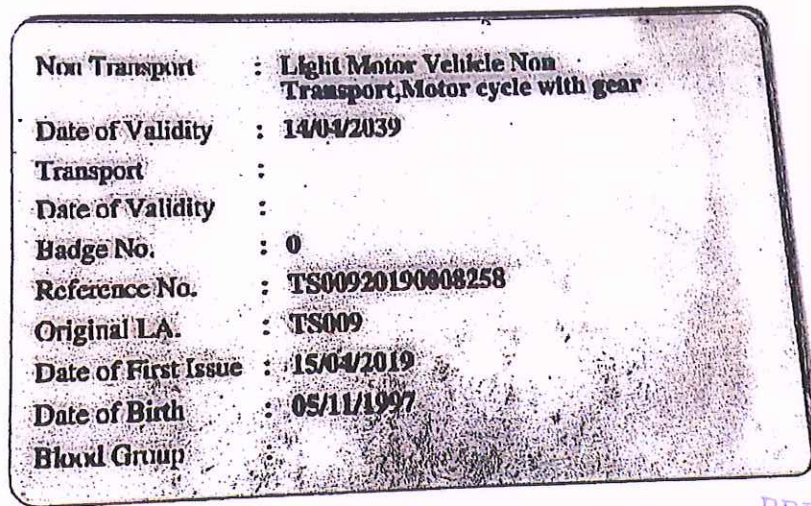 Non Transport : Light Motor Vehicle Non
Transport,Motor cycle with gear
Date of Validity : 14/04/2039
Transport :
Date of Validity :
Badge No. : 0
Reference No. : TS00920190008258
Original LA. : TS009
Date of First Issue : 15/04/2019
Date of Birth : 05/11/1997
Blood Group :